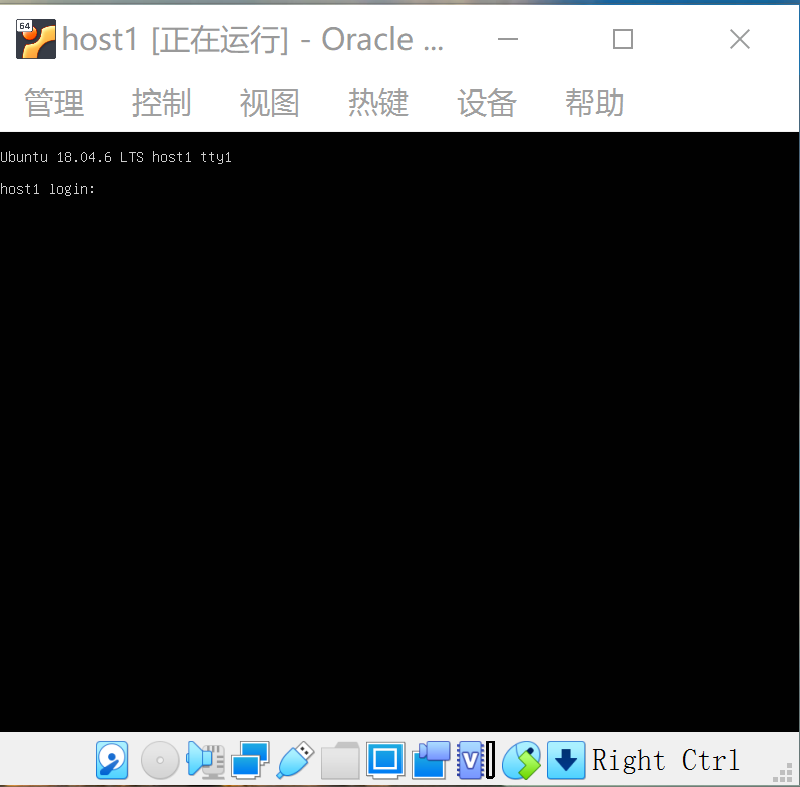 64
host1 [正在运行] - Oracle ...
管理 控制 视图 热键 设备 帮助
Ubuntu 18.04.6 LTS host1 tty1
host1 login:
V
Right Ctrl